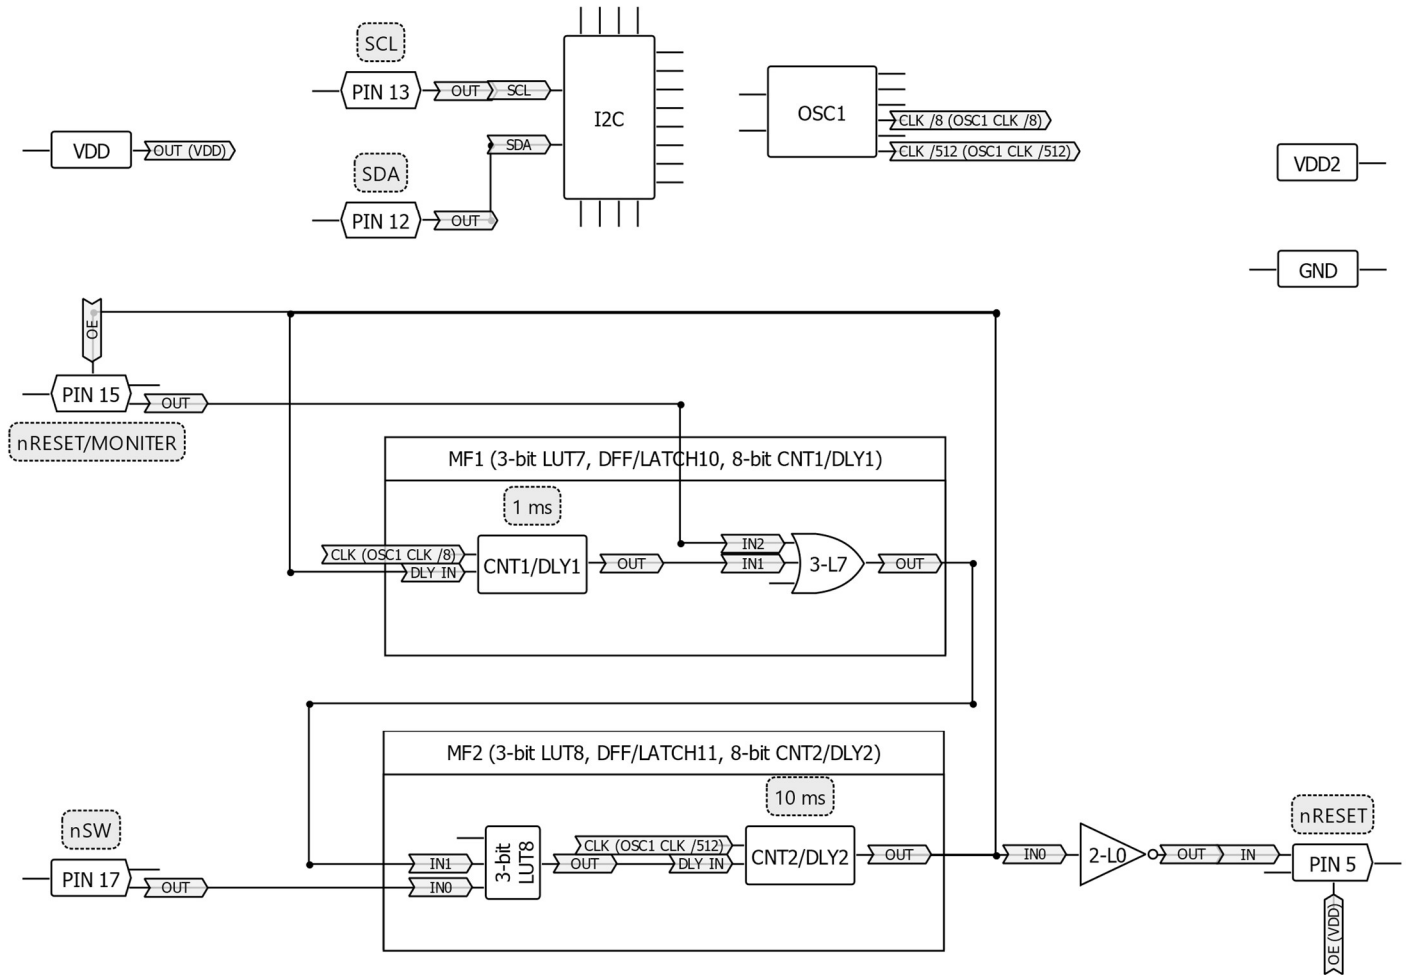 SCL
PIN 13
OUT
SCL
I2C
OSC1
CLK /8 (OSC1 CLK /8)
CLK /512 (OSC1 CLK /512)
VDD
OUT (VDD)
SDA
SDA
PIN 12
OUT
VDD2
GND
OE
PIN 15
OUT
nRESET/MONITER
MF1 (3-bit LUT7, DFF/LATCH10, 8-bit CNT1/DLY1)
1 ms
CLK (OSC1 CLK /8)
DLY IN
CNT1/DLY1
OUT
IN2
IN1
3-L7
OUT
MF2 (3-bit LUT8, DFF/LATCH11, 8-bit CNT2/DLY2)
10 ms
nSW
PIN 17
OUT
IN1
IN0
3-bit
LUT8
OUT
CLK (OSC1 CLK /512)
DLY IN
CNT2/DLY2
OUT
IN0
2-L0
OUT
IN
nRESET
PIN 5
OE (VDD)